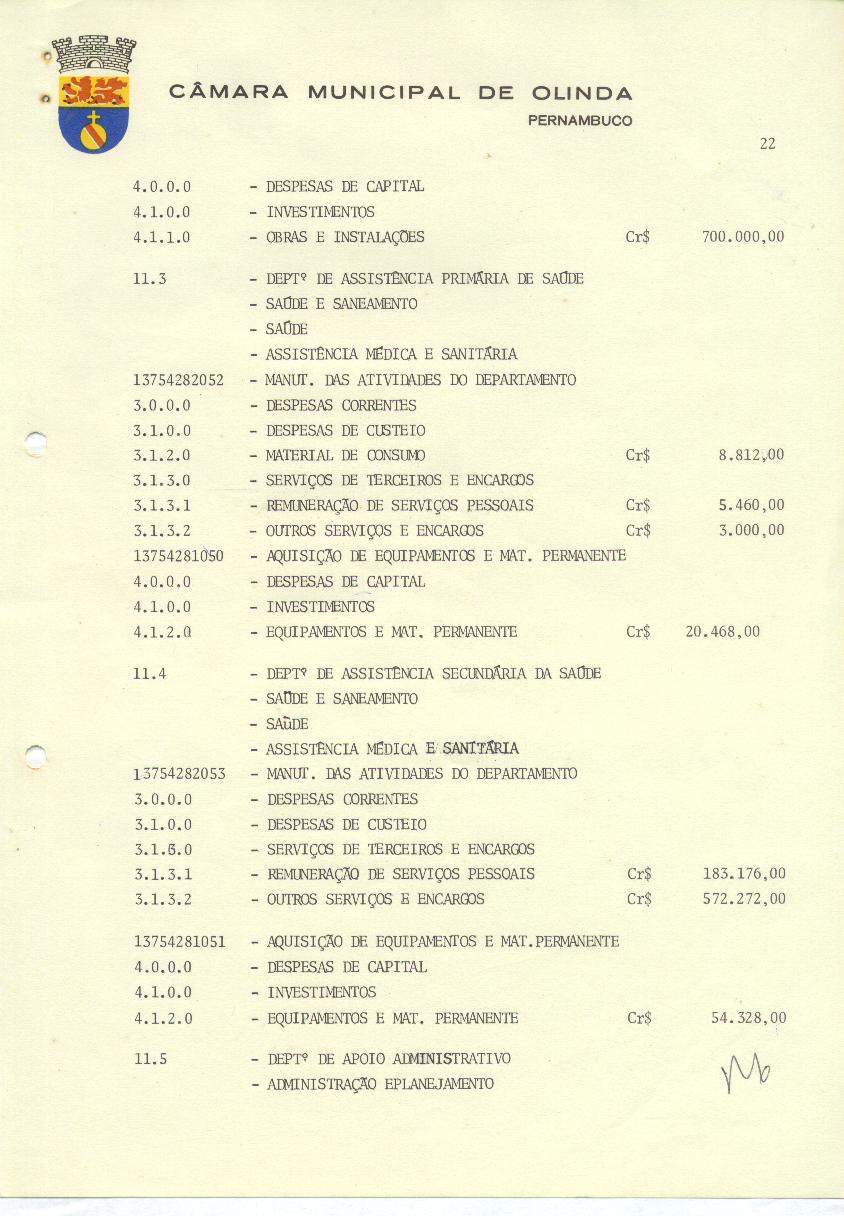 CÂMARA MUNICIPAL DE OLINDA
PERNAMBUCO
22
4.0.0.0 - DESPESAS DE CAPITAL
4.1.0.0 - INVESTIMENTOS
4.1.1.0 - OBRAS E INSTALAÇÕES Cr$ 700.000,00
11.3 - DEPTº DE ASSISTÊNCIA PRIMÁRIA DE SAÚDE
- SAÚDE E SANEAMENTO
- SAÚDE
- ASSISTÊNCIA MÉDICA E SANITÁRIA
13754282052 - MANUT. DAS ATIVIDADES DO DEPARTAMENTO
3.0.0.0 - DESPESAS CORRENTES
3.1.0.0 - DESPESAS DE CUSTEIO
3.1.2.0 - MATERIAL DE CONSUMO Cr$ 8.812,00
3.1.3.0 - SERVIÇOS DE TERCEIROS E ENCARGOS
3.1.3.1 - REMUNERAÇÃO DE SERVIÇOS PESSOAIS Cr$ 5.460,00
3.1.3.2 - OUTROS SERVIÇOS E ENCARGOS Cr$ 3.000,00
13754281050 - AQUISIÇÃO DE EQUIPAMENTOS E MAT. PERMANENTE
4.0.0.0 - DESPESAS DE CAPITAL
4.1.0.0 - INVESTIMENTOS
4.1.2.0 - EQUIPAMENTOS E MAT. PERMANENTE Cr$ 20.468,00
11.4 - DEPTº DE ASSISTÊNCIA SECUNDÁRIA DA SAÚDE
- SAÚDE E SANEAMENTO
- SAÚDE
- ASSISTÊNCIA MÉDICA E SANITÁRIA
13754282053 - MANUT. DAS ATIVIDADES DO DEPARTAMENTO
3.0.0.0 - DESPESAS CORRENTES
3.1.0.0 - DESPESAS DE CUSTEIO
3.1.3.0 - SERVIÇOS DE TERCEIROS E ENCARGOS
3.1.3.1 - REMUNERAÇÃO DE SERVIÇOS PESSOAIS Cr$ 183.176,00
3.1.3.2 - OUTROS SERVIÇOS E ENCARGOS Cr$ 572.272,00
13754281051 - AQUISIÇÃO DE EQUIPAMENTOS E MAT.PERMANENTE
4.0.0.0 - DESPESAS DE CAPITAL
4.1.0.0 - INVESTIMENTOS
4.1.2.0 - EQUIPAMENTOS E MAT. PERMANENTE Cr$ 54.328,00
11.5 - DEPTº DE APOIO ADMINISTRATIVO
- ADMINISTRAÇÃO EPLANEJAMENTO